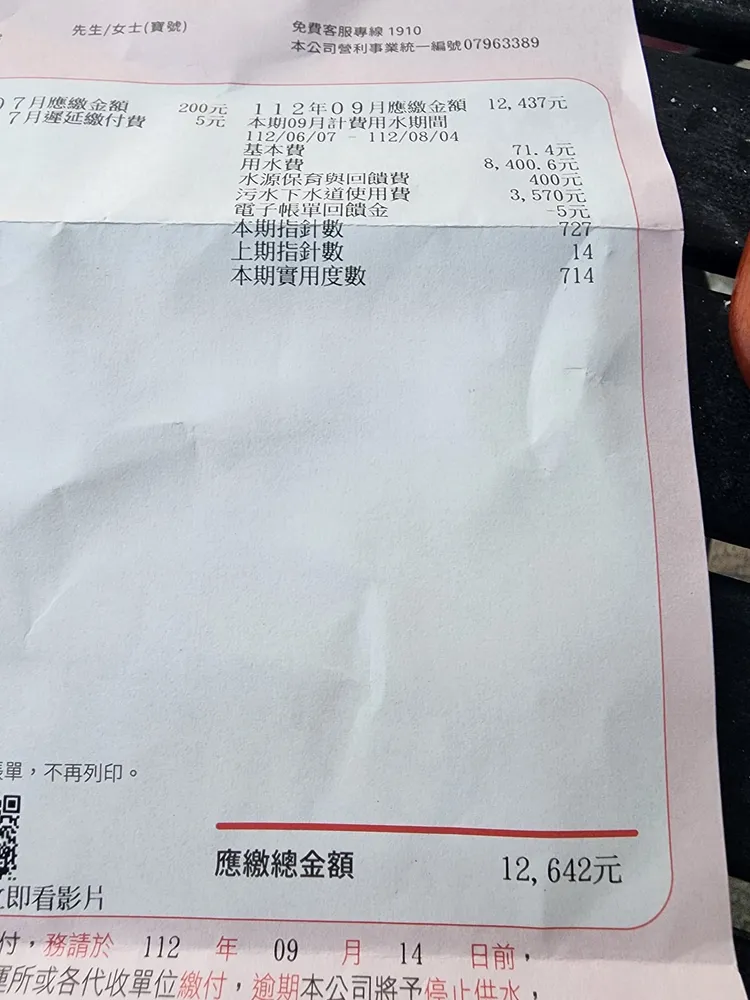 先生/女士(寶號)
免費客服專線 1910
本公司營利事業統一編號07963389
7月應繳金額 200元
7月遲延繳付費 5元
112年09月應繳金額 12,437元
本期09月計費用水期間
112/06/07 - 112/08/04
基本費 71.4元
用水費 8,400.6元
水源保育與回饋費 400元
污水下水道使用費 3,570元
電子帳單回饋金 -5元
本期指針數 727
上期指針數 14
本期實用度數 714
單,不再列印。
即看影片
應繳總金額 12,642元
付,務請於 112 年 09 月 14 日前,
所或各代收單位繳付,逾期本公司將予停止供水,